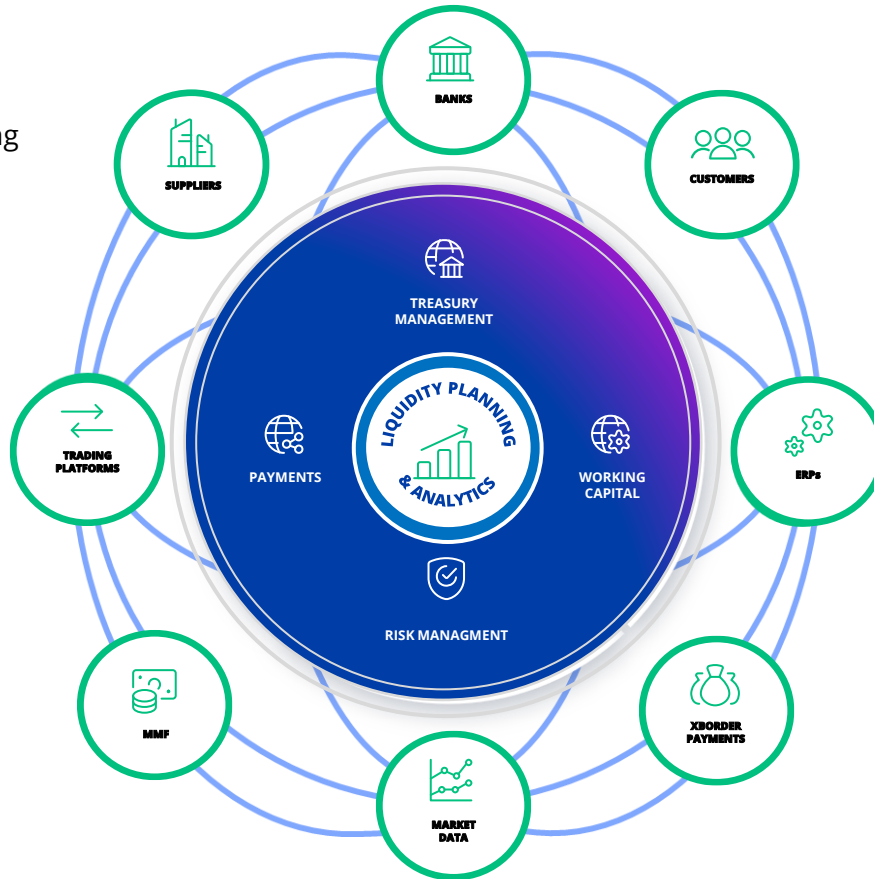 BANKS
ng
SUPPLIERS
CUSTOMERS
TREASURY
MANAGEMENT
LIQUIDITY PLANNING
& ANALYTICS
TRADING
PLATFORMS
PAYMENTS
WORKING
CAPITAL
ERPs
RISK MANAGMENT
MMF
XBORDER
PAYMENTS
MARKET
DATA